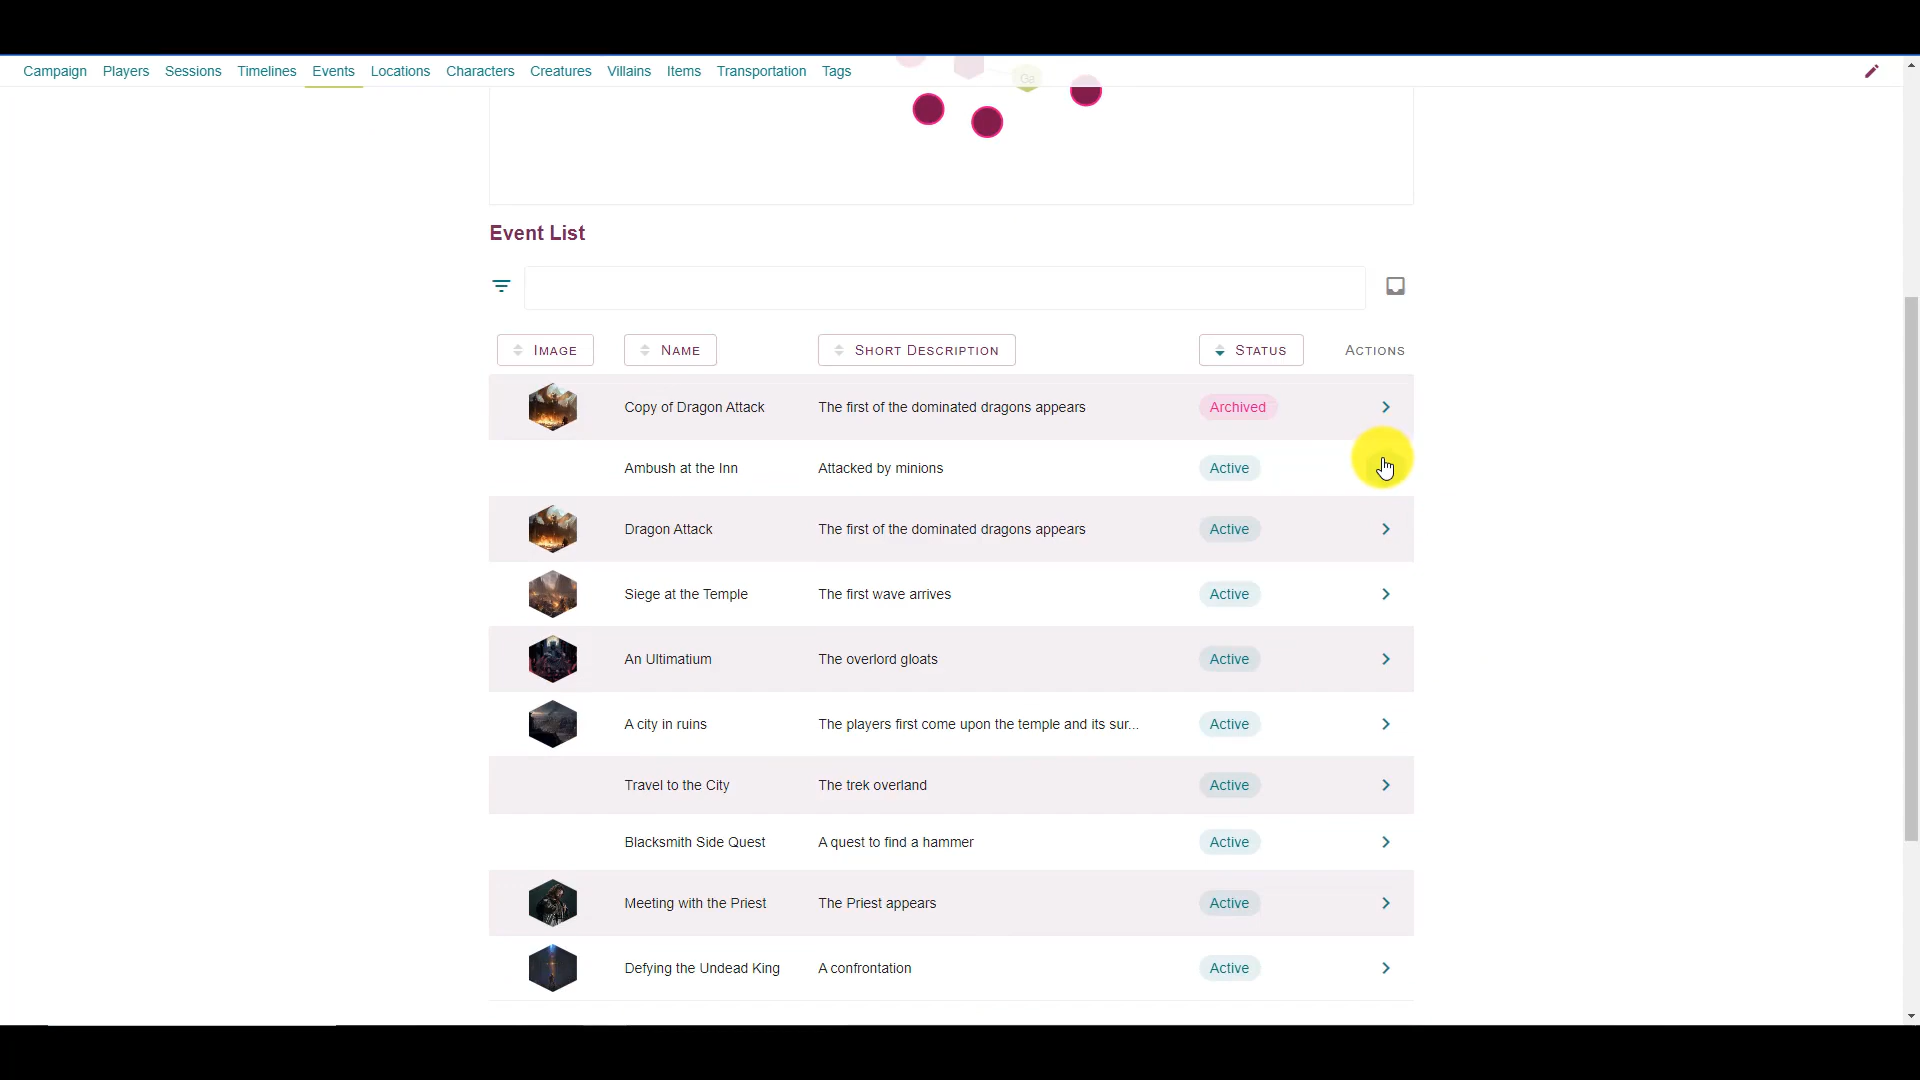 Campaign Players Sessions Timelines Events Locations Characters Creatures Villains Items Transportation Tags
Ga
Event List
IMAGE NAME SHORT DESCRIPTION STATUS ACTIONS
Copy of Dragon Attack The first of the dominated dragons appears Archived
Ambush at the Inn Attacked by minions Active
Dragon Attack The first of the dominated dragons appears Active
Siege at the Temple The first wave arrives Active
An Ultimatium The overlord gloats Active
A city in ruins The players first come upon the temple and its sur... Active
Travel to the City The trek overland Active
Blacksmith Side Quest A quest to find a hammer Active
Meeting with the Priest The Priest appears Active
Defying the Undead King A confrontation Active